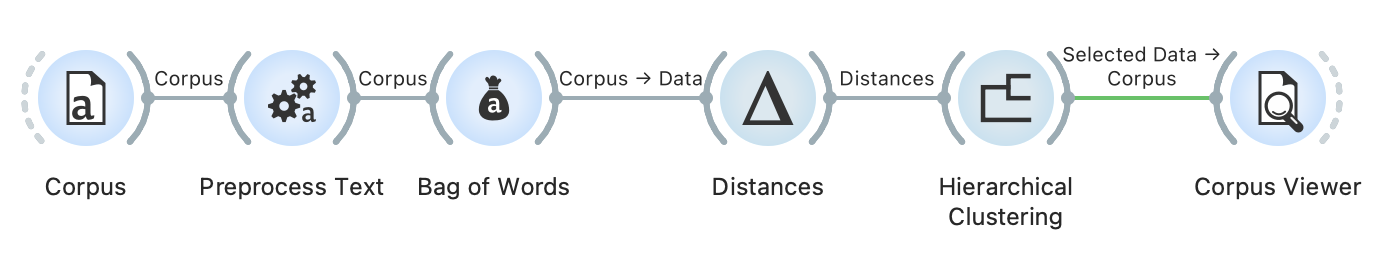 Corpus
Corpus
Corpus → Data
Distances
Selected Data →
Corpus
a
a
a
Corpus
Preprocess Text
Bag of Words
Distances
Hierarchical
Clustering
Corpus Viewer